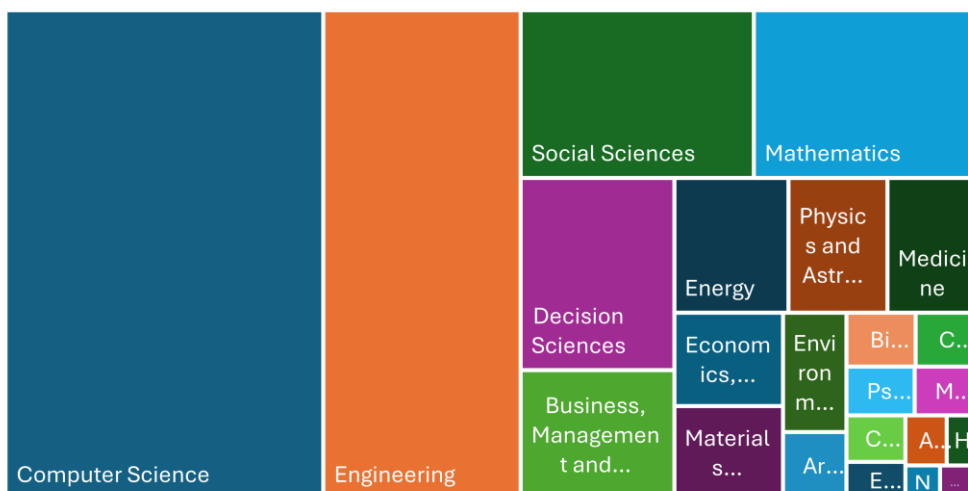 Computer Science
Engineering
Social Sciences
Mathematics
Decision
Sciences
Business,
Managemen
t and...
Energy
Physic
s and
Astr...
Medici
ne
Econom
ics,...
Material
s...
Envi
ron
m...
Ar...
Bi...
C...
Ps...
M...
C...
A...
H
E...
N
...